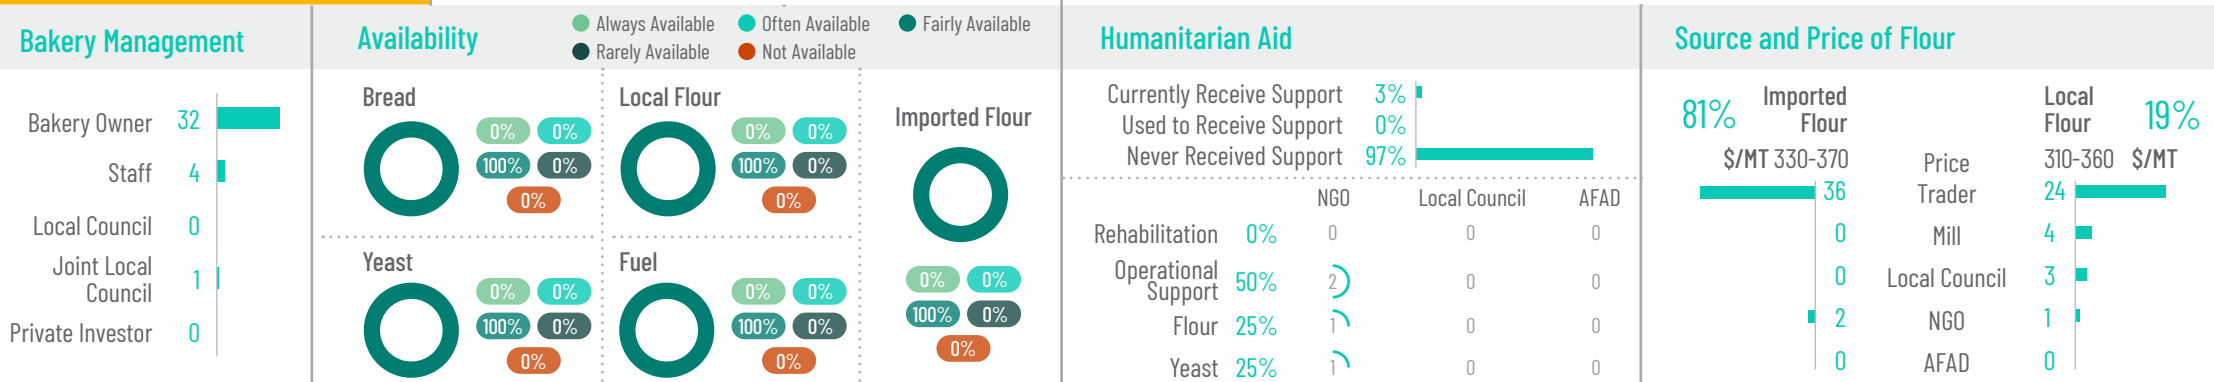 Bakery Management
Bakery Owner 32
Staff 4
Local Council 0
Joint Local
Council 1
Private Investor 0
Availability
Always Available Often Available Fairly Available
Rarely Available Not Available
Bread
0% 0%
100% 0%
0%
Local Flour
0% 0%
100% 0%
0%
Yeast
0% 0%
100% 0%
0%
Fuel
0% 0%
100% 0%
0%
Imported Flour
0% 0%
100% 0%
0%
Humanitarian Aid
Currently Receive Support 3%
Used to Receive Support 0%
Never Received Support 97%
NGO Local Council AFAD
Rehabilitation 0% 0 0 0
Operational
Support 50% 2 0 0
Flour 25% 1 0 0
Yeast 25% 1 0 0
Source and Price of Flour
81% Imported
Flour
Local
Flour 19%
$/MT 330-370 Price 310-360 $/MT
36 Trader 24
0 Mill 4
0 Local Council 3
2 NGO 1
0 AFAD 0